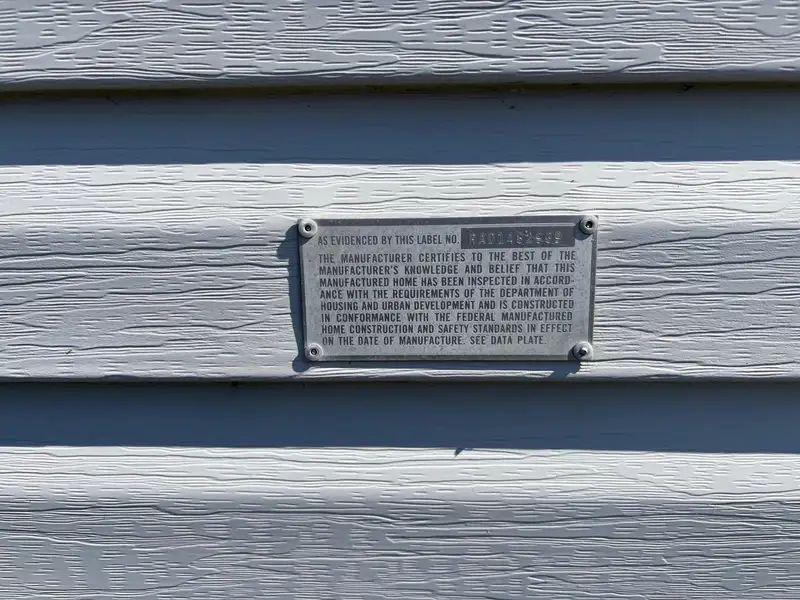 AS EVIDENCED BY THIS LABEL NO. RAD1452969
THE MANUFACTURER CERTIFIES TO THE BEST OF THE
MANUFACTURER'S KNOWLEDGE AND BELIEF THAT THIS
MANUFACTURED HOME HAS BEEN INSPECTED IN ACCORD-
ANCE WITH THE REQUIREMENTS OF THE DEPARTMENT OF
HOUSING AND URBAN DEVELOPMENT AND IS CONSTRUCTED
IN CONFORMANCE WITH THE FEDERAL MANUFACTURED
HOME CONSTRUCTION AND SAFETY STANDARDS IN EFFECT
ON THE DATE OF MANUFACTURE. SEE DATA PLATE.